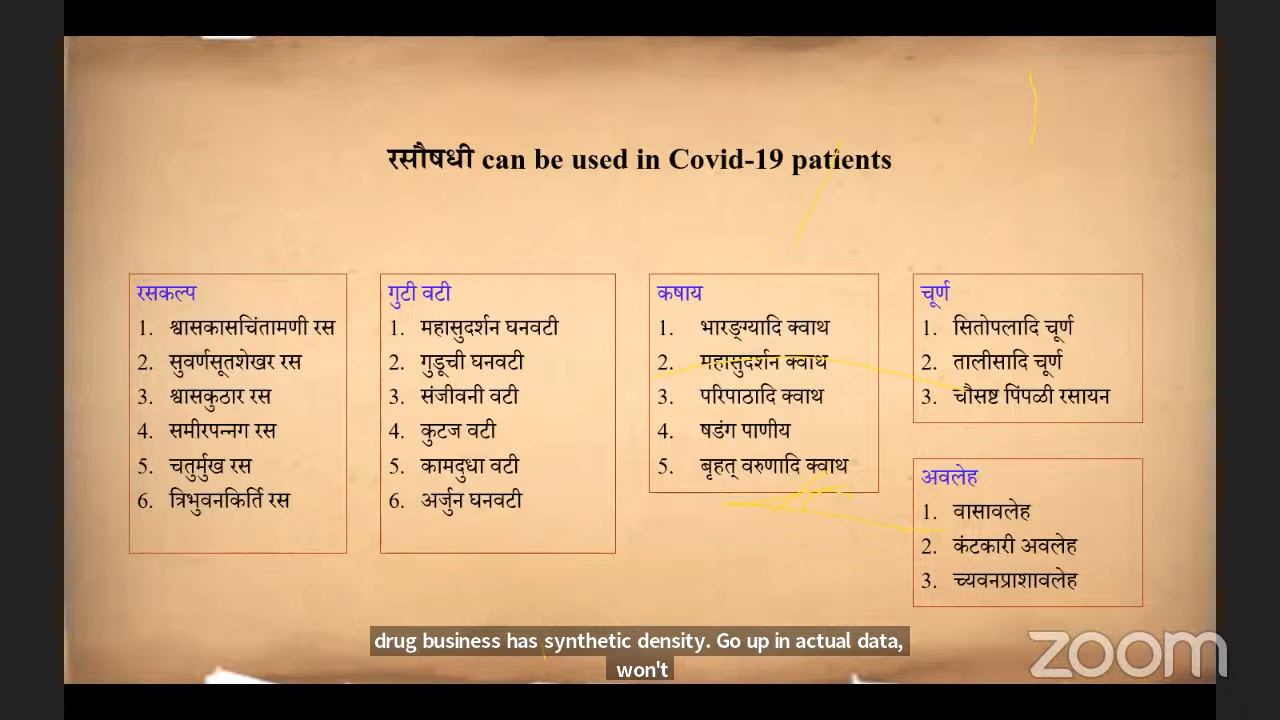 रसौषधी can be used in Covid-19 patients
रसकल्प
1. श्वासकासचिंतामणी रस
2. सुवर्णसूतशेखर रस
3. श्वासकुठार रस
4. समीरपन्नग रस
5. चतुर्मुख रस
6. त्रिभुवनकिर्ति रस
गुटी वटी
1. महासुदर्शन घनवटी
2. गुडूची घनवटी
3. संजीवनी वटी
4. कुटज वटी
5. कामदुधा वटी
6. अर्जुन घनवटी
कषाय
1. भारङ्ग्यादि क्वाथ
2. महासुदर्शन क्वाथ
3. परिपाठादि क्वाथ
4. षडंग पाणीय
5. बृहत् वरुणादि क्वाथ
चूर्ण
1. सितोपलादि चूर्ण
2. तालीसादि चूर्ण
3. चौसष्ट पिंपळी रसायन
अवलेह
1. वासावलेह
2. कंटकारी अवलेह
3. च्यवनप्राशावलेह
drug business has synthetic density. Go up in actual data,
won't
zoom